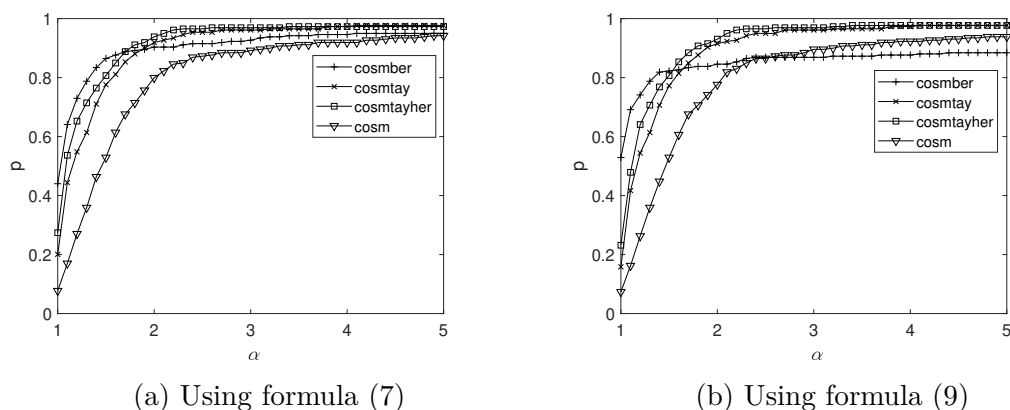 1
0.8
0.6
0.4
0.2
0
p
1 2 3 4 5
α
cosmber
cosmtay
cosmtayher
cosm
(a) Using formula (7)
1
0.8
0.6
0.4
0.2
0
p
1 2 3 4 5
α
cosmber
cosmtay
cosmtayher
cosm
(b) Using formula (9)